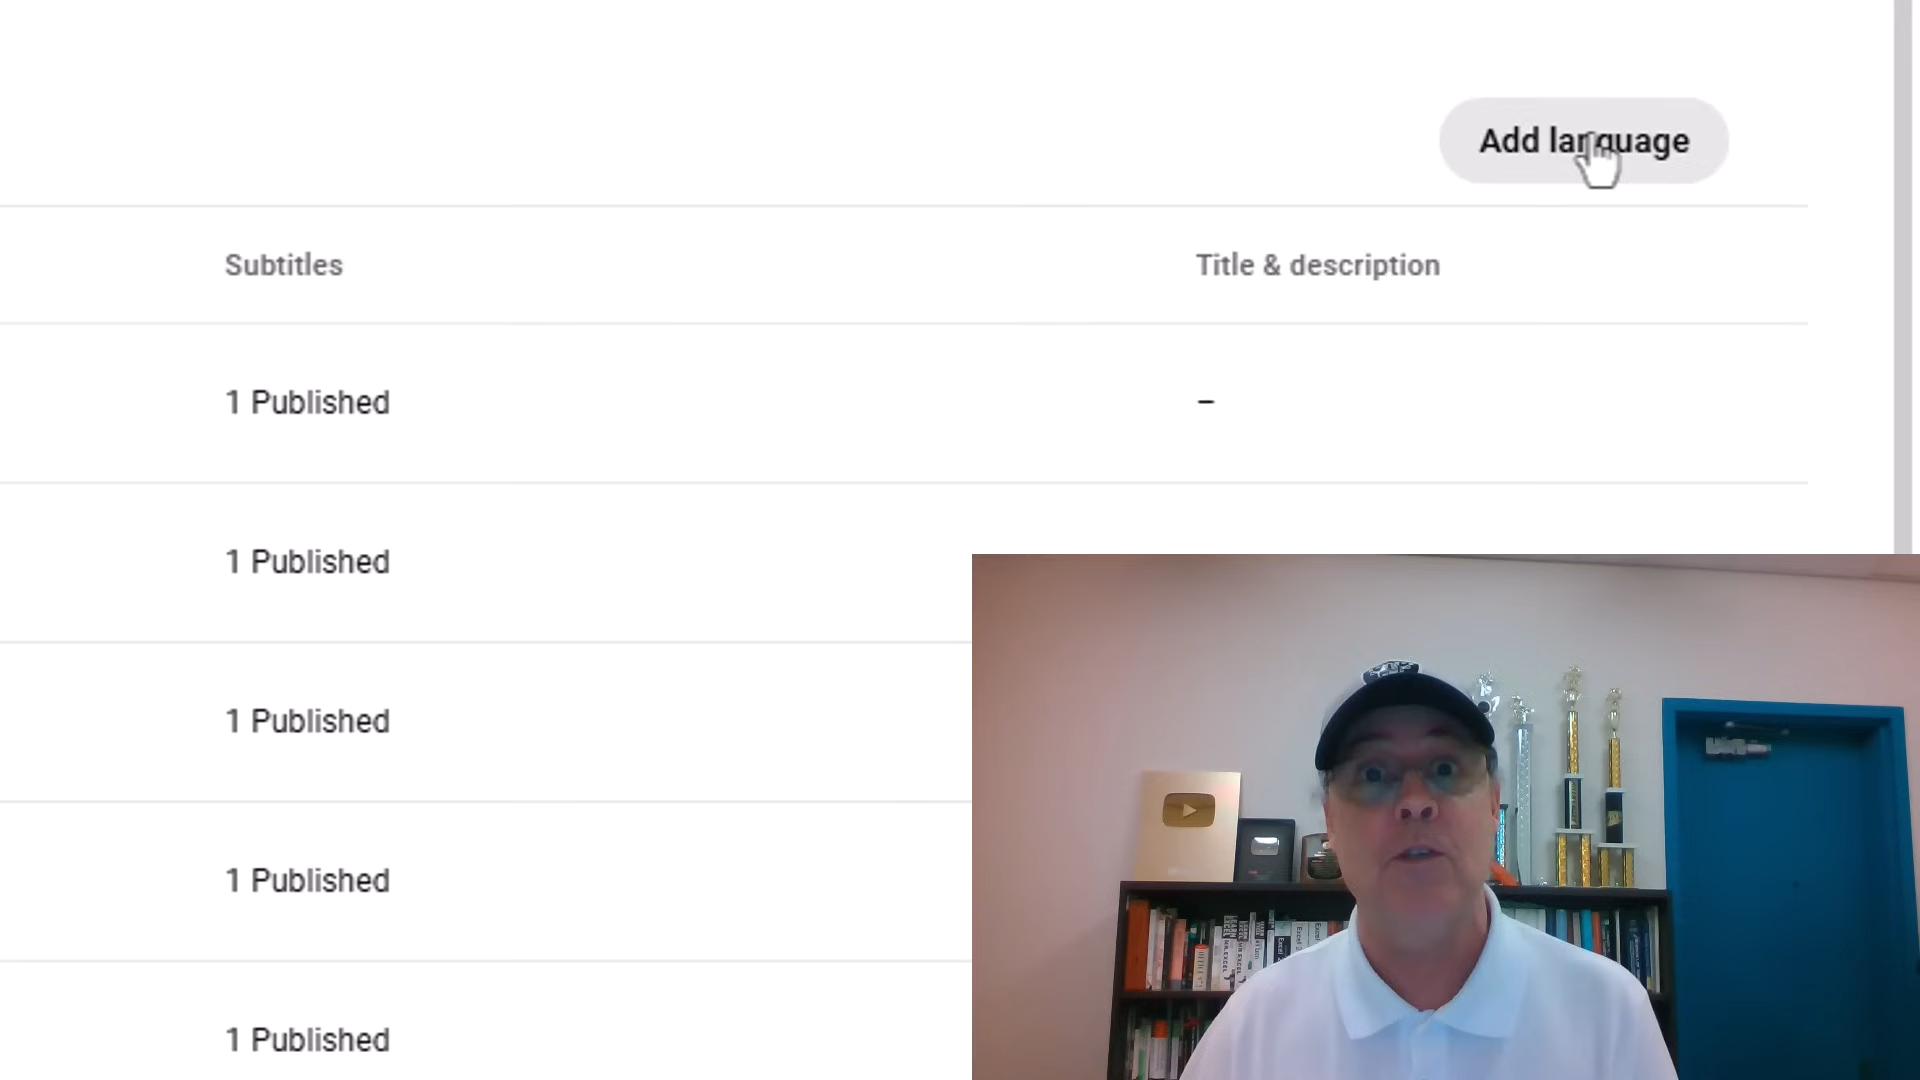 Add language
Subtitles
Title & description
1 Published
–
1 Published
1 Published
1 Published
1 Published